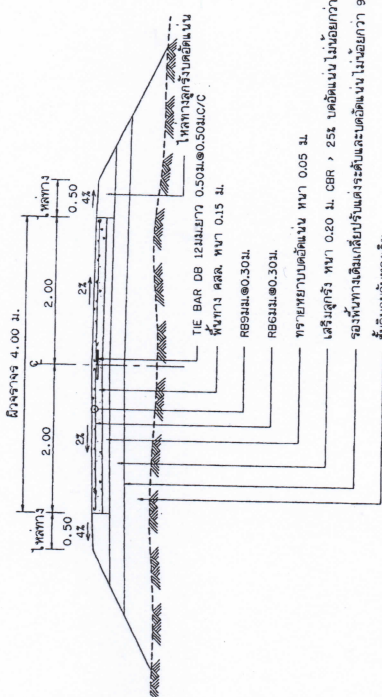 ผิวจราจร 4.00 ม.
ไหล่ทาง 2.00 2.00 ไหล่ทาง
0.50 0.50
4% 2% 2% 4%
ไหล่ทางลูกรังบดอัดแน่น
TIE BAR DB 12มม.ยาว 0.50ม.@0.50ม.C/C
พื้นทาง คสล. หนา 0.15 ม.
RB9มม.@0.30ม.
RB6มม.@0.30ม.
ทรายหยาบบดอัดแน่น หนา 0.05 ม.
เสริมลูกรัง หนา 0.20 ม. CBR > 25% บดอัดแน่นไม่น้อยกว่า
รองพื้นทางเดิมเกลี่ยปรับแต่งระดับและบดอัดแน่นไม่น้อยกว่า 9